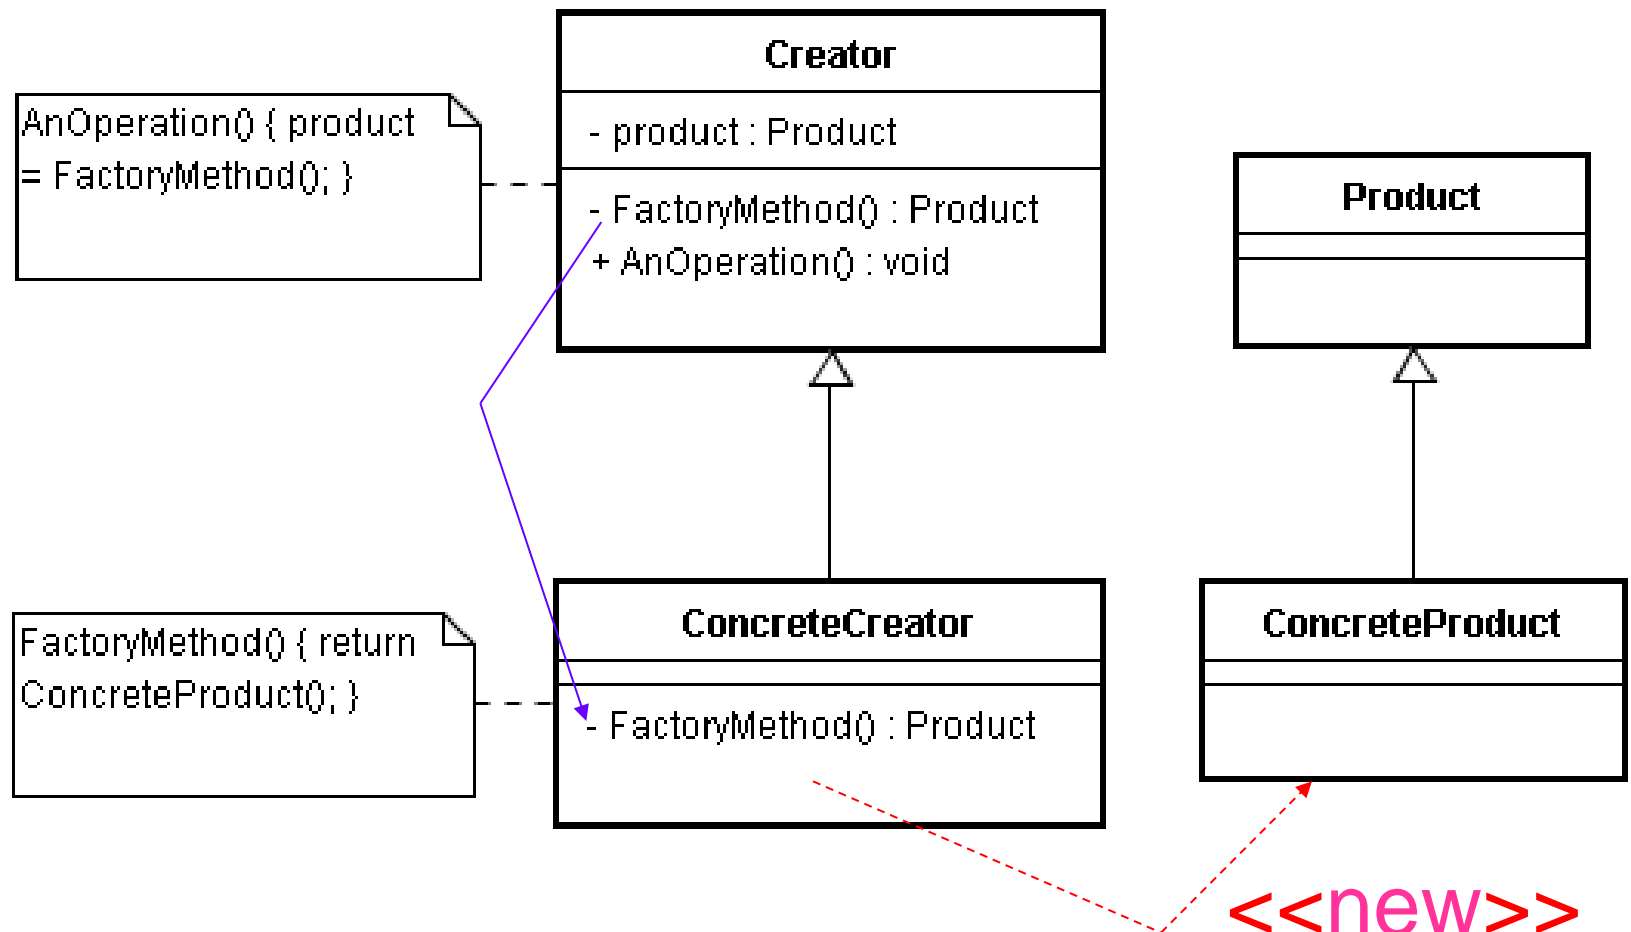 Creator
- product : Product
- FactoryMethod() : Product
+ AnOperation() : void
AnOperation() { product
= FactoryMethod(); }
Product
ConcreteCreator
- FactoryMethod() : Product
FactoryMethod() { return
ConcreteProduct(); }
ConcreteProduct
<<new>>